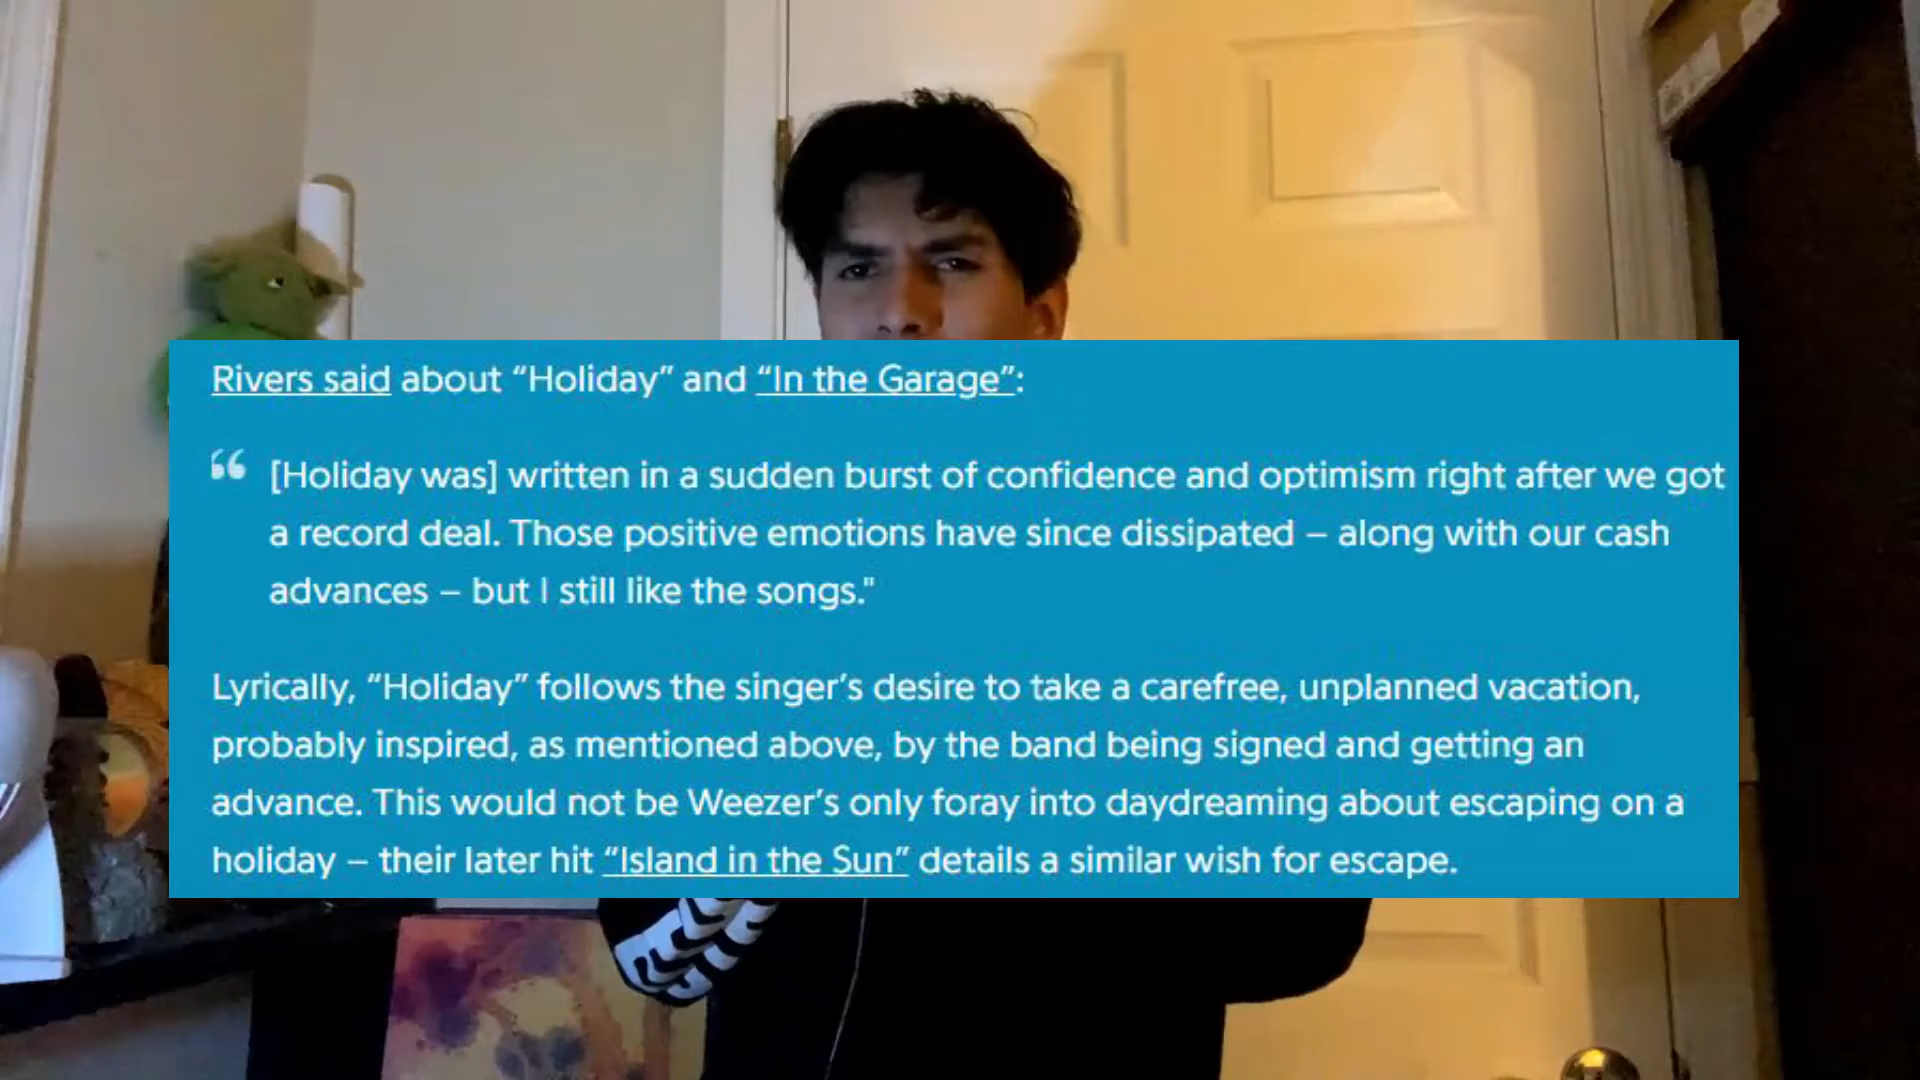 Rivers said about “Holiday” and “In the Garage”:
“ [Holiday was] written in a sudden burst of confidence and optimism right after we got
a record deal. Those positive emotions have since dissipated – along with our cash
advances – but I still like the songs."
Lyrically, “Holiday” follows the singer’s desire to take a carefree, unplanned vacation,
probably inspired, as mentioned above, by the band being signed and getting an
advance. This would not be Weezer’s only foray into daydreaming about escaping on a
holiday – their later hit “Island in the Sun” details a similar wish for escape.